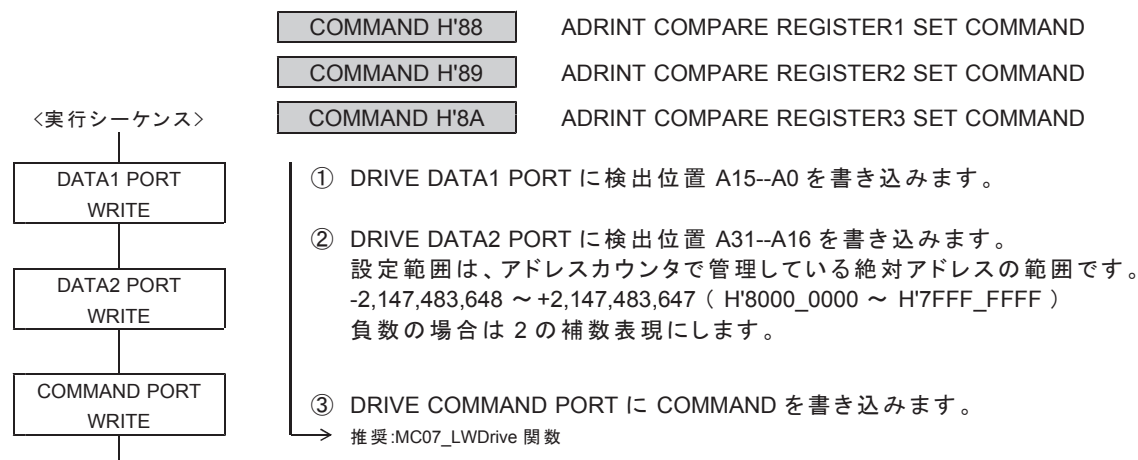 COMMAND H'88 ADRINT COMPARE REGISTER1 SET COMMAND
COMMAND H'89 ADRINT COMPARE REGISTER2 SET COMMAND
COMMAND H'8A ADRINT COMPARE REGISTER3 SET COMMAND
<実行シーケンス>
DATA1 PORT
WRITE
DATA2 PORT
WRITE
COMMAND PORT
WRITE
① DRIVE DATA1 PORT に検出位置 A15--A0 を書き込みます。
② DRIVE DATA2 PORT に検出位置 A31--A16 を書き込みます。
設定範囲は、アドレスカウンタで管理している絶対アドレスの範囲です。
-2,147,483,648 ～ +2,147,483,647 ( H'8000_0000 ～ H'7FFF_FFFF )
負数の場合は 2 の補数表現にします。
③ DRIVE COMMAND PORT に COMMAND を書き込みます。
推奨:MC07_LWDrive 関数